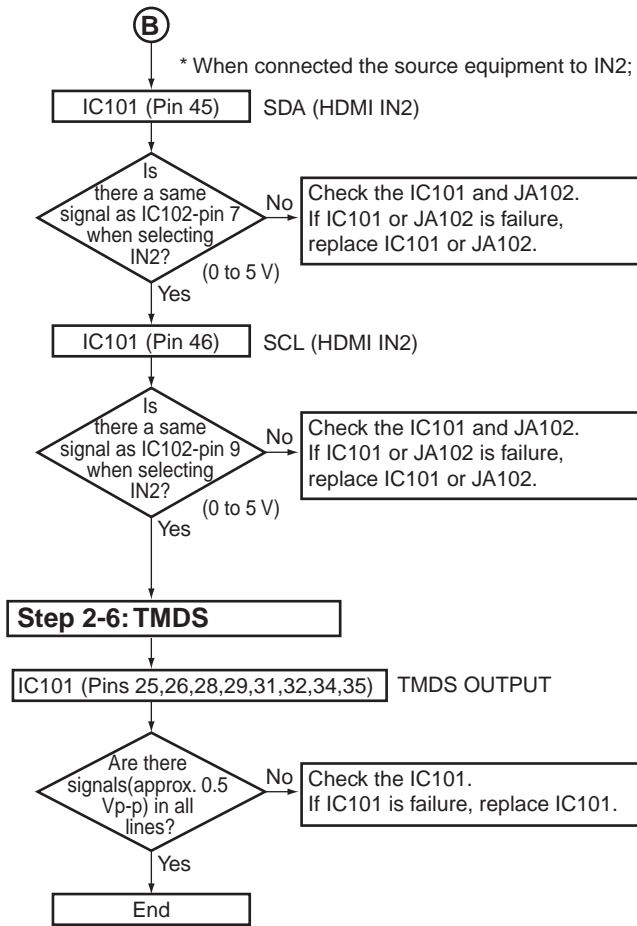 B
* When connected the source equipment to IN2;
IC101 (Pin 45)
SDA (HDMI IN2)
Is
there a same
signal as IC102-pin 7
when selecting
IN2?
(0 to 5 V)
No
Check the IC101 and JA102.
If IC101 or JA102 is failure,
replace IC101 or JA102.
Yes
IC101 (Pin 46)
SCL (HDMI IN2)
Is
there a same
signal as IC102-pin 9
when selecting
IN2?
(0 to 5 V)
No
Check the IC101 and JA102.
If IC101 or JA102 is failure,
replace IC101 or JA102.
Yes
Step 2-6: TMDS
IC101 (Pins 25,26,28,29,31,32,34,35)
TMDS OUTPUT
Are there
signals(approx. 0.5
Vp-p) in all
lines?
No
Check the IC101.
If IC101 is failure, replace IC101.
Yes
End